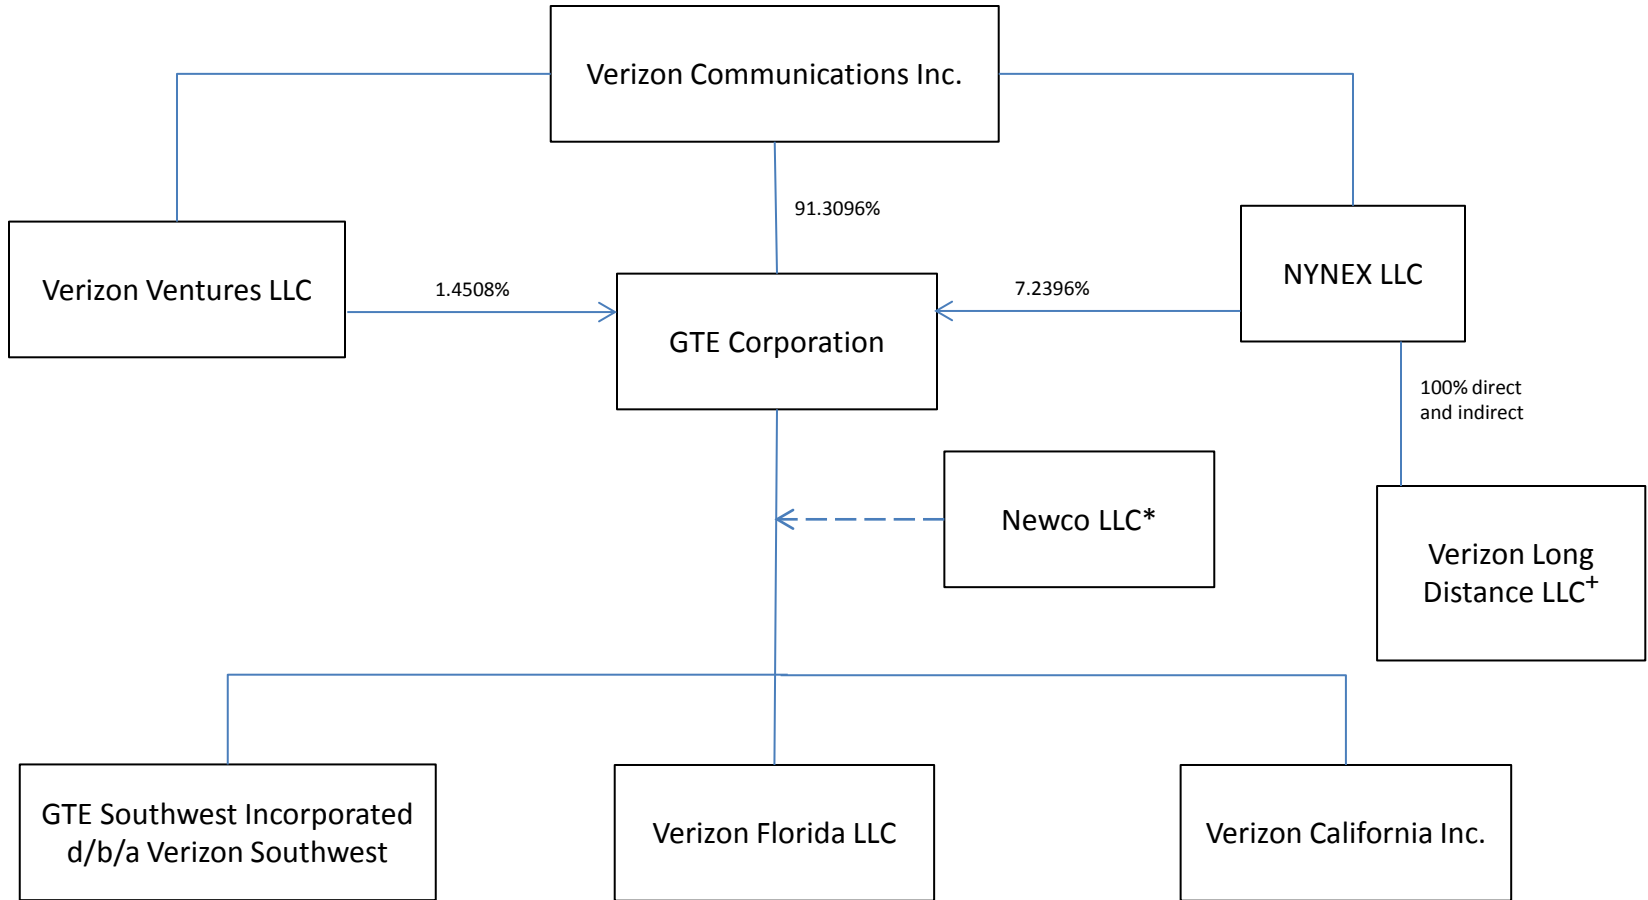 Verizon Communications Inc.
91.3096%
Verizon Ventures LLC
1.4508%
7.2396%
NYNEX LLC
GTE Corporation
100% direct
and indirect
Newco LLC*
Verizon Long
Distance LLC⁺
GTE Southwest Incorporated
d/b/a Verizon Southwest
Verizon Florida LLC
Verizon California Inc.